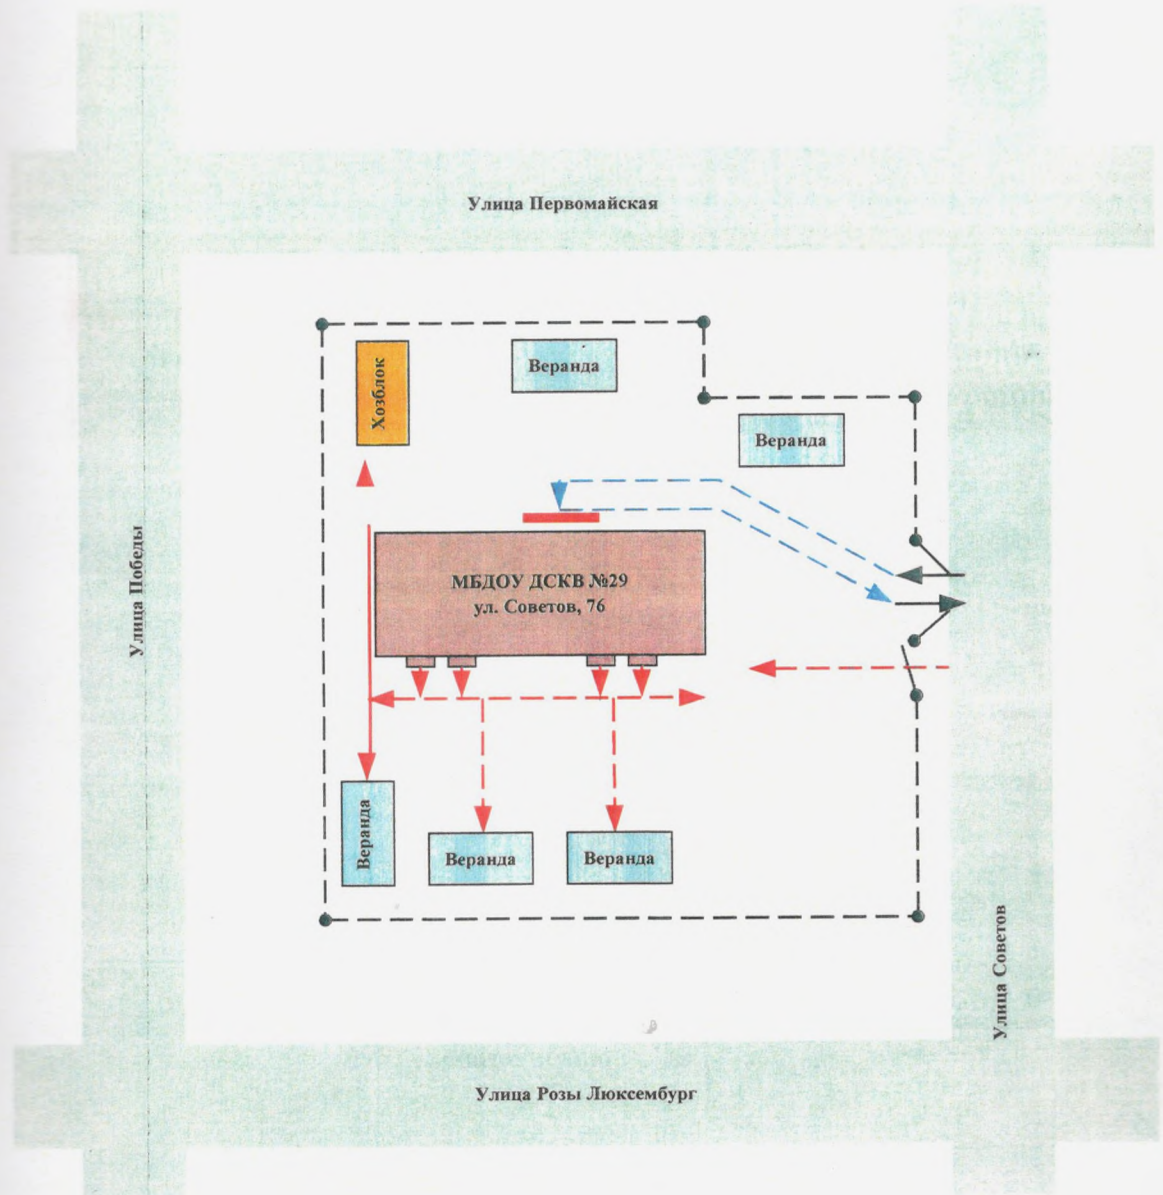 Улица Первомайская
Хозблок
Веранда
Веранда
Улица Победы
МБДОУ ДСКВ №29
ул. Советов, 76
Веранда
Веранда
Веранда
Улица Советов
Улица Розы Люксембург